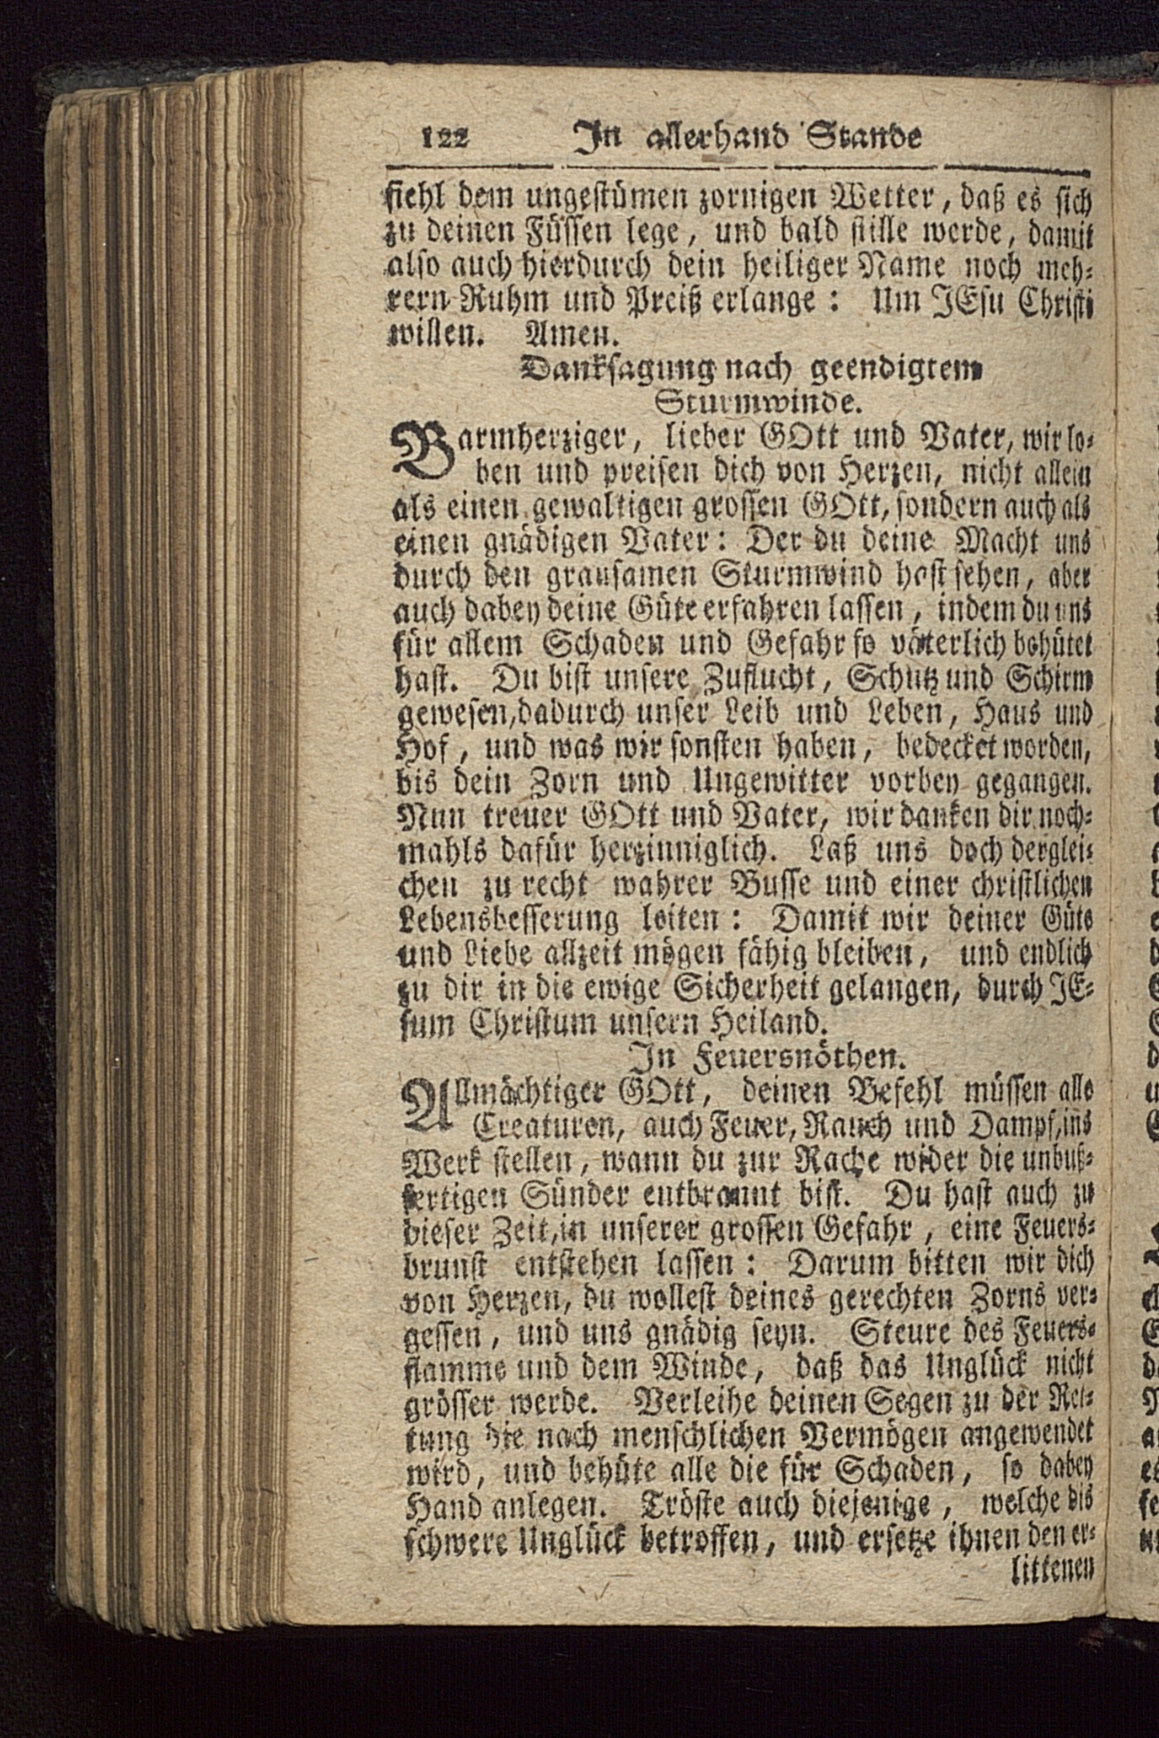 122 In allerhand Stande
fiehl dem ungestümen zornigen Wetter, daß es sich
zu deinen Füssen lege, und bald stille werde, damit
also auch hierdurch dein heiliger Name noch meh-
rern Ruhm und Preiß erlange: Um JEsu Christi
willen. Amen.
Danksagung nach geendigtem
Sturmwinde.
Barmherziger, lieber GOtt und Vater, wir lo-
ben und preisen dich von Herzen, nicht allein
als einen gewaltigen grossen GOtt, sondern auch als
einen gnädigen Vater: Der du deine Macht uns
durch den grausamen Sturmwind hast sehen, aber
auch dabey deine Güte erfahren lassen, indem du uns
für allem Schaden und Gefahr so väterlich behütet
hast. Du bist unsere Zuflucht, Schutz und Schirm
gewesen, dadurch unser Leib und Leben, Haus und
Hof, und was wir sonsten haben, bedecket worden,
bis dein Zorn und Ungewitter vorbey gegangen.
Nun treuer GOtt und Vater, wir danken dir noch-
mahls dafür herzinniglich. Laß uns doch derglei-
chen zu recht wahrer Busse und einer christlichen
Lebensbesserung leiten: Damit wir deiner Güte
und Liebe allzeit mögen fähig bleiben, und endlich
zu dir in die ewige Sicherheit gelangen, durch JE-
sum Christum unsern Heiland.
In Feuersnöthen.
Allmächtiger GOtt, deinen Befehl müssen alle
Creaturen, auch Feuer, Rauch und Dampf, ins
Werk stellen, wann du zur Rache wider die unbuß-
fertigen Sünder entbrannt bist. Du hast auch zu
dieser Zeit, in unserer grossen Gefahr, eine Feuers-
brunst entstehen lassen: Darum bitten wir dich
von Herzen, du wollest deines gerechten Zorns ver-
gessen, und uns gnädig seyn. Steure des Feuers-
flamme und dem Winde, daß das Unglück nicht
grösser werde. Verleihe deinen Segen zu der Ret-
tung die nach menschlichen Vermögen angewendet
wird, und behüte alle die für Schaden, so dabey
Hand anlegen. Tröste auch diejenige, welche dis
schwere Unglück betroffen, und ersetze ihnen den er-
littenen